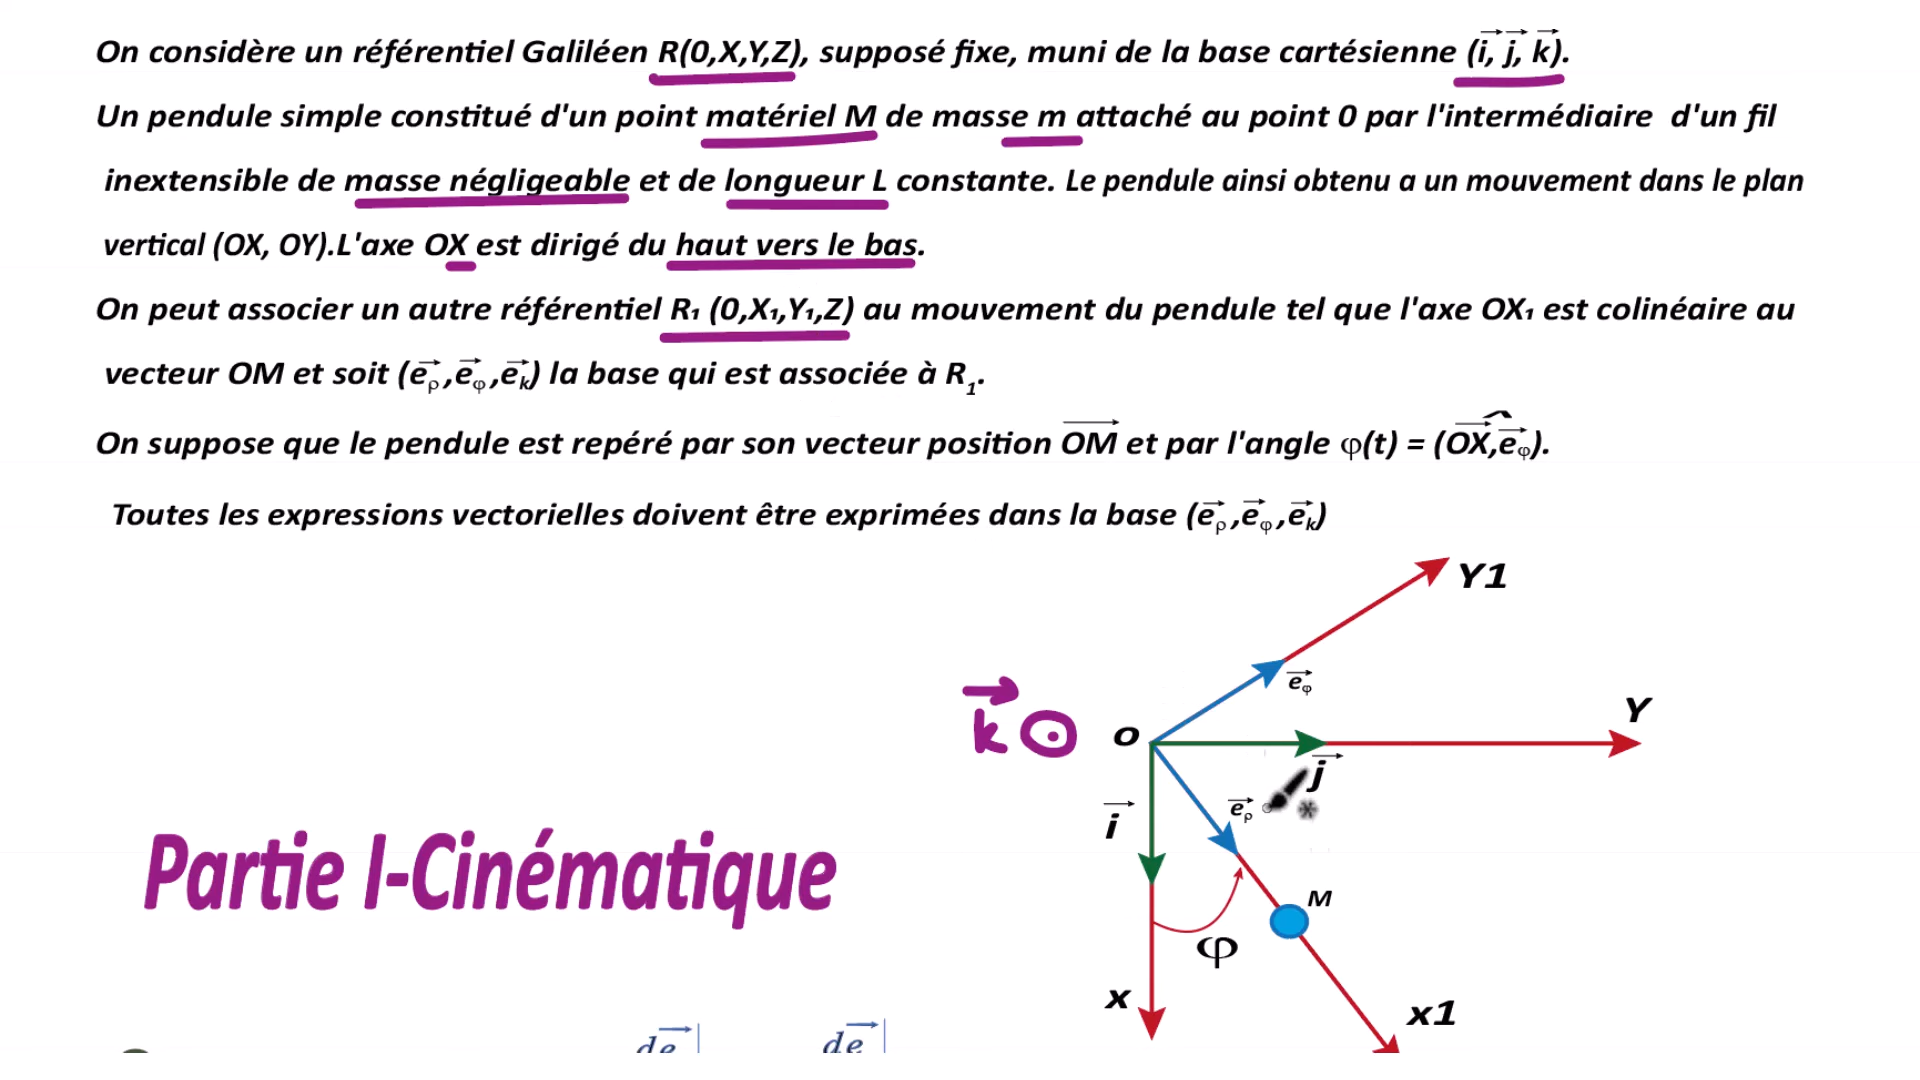 On considère un référentiel Galiléen R(0,X,Y,Z), supposé fixe, muni de la base cartésienne (i, j, k).
Un pendule simple constitué d'un point matériel M de masse m attaché au point 0 par l'intermédiaire d'un fil
inextensible de masse négligeable et de longueur L constante. Le pendule ainsi obtenu a un mouvement dans le plan
vertical (OX, OY).L'axe OX est dirigé du haut vers le bas.
On peut associer un autre référentiel R₁ (0,X₁,Y₁,Z) au mouvement du pendule tel que l'axe OX₁ est colinéaire au
vecteur OM et soit (eρ,eφ,ek) la base qui est associée à R1.
On suppose que le pendule est repéré par son vecteur position OM et par l'angle φ(t) = (OX,eφ).
Toutes les expressions vectorielles doivent être exprimées dans la base (eρ,eφ,ek)
Y1
eφ
k
O
Y
j
i
eρ
Partie I-Cinématique
M
φ
x
x1
de
de